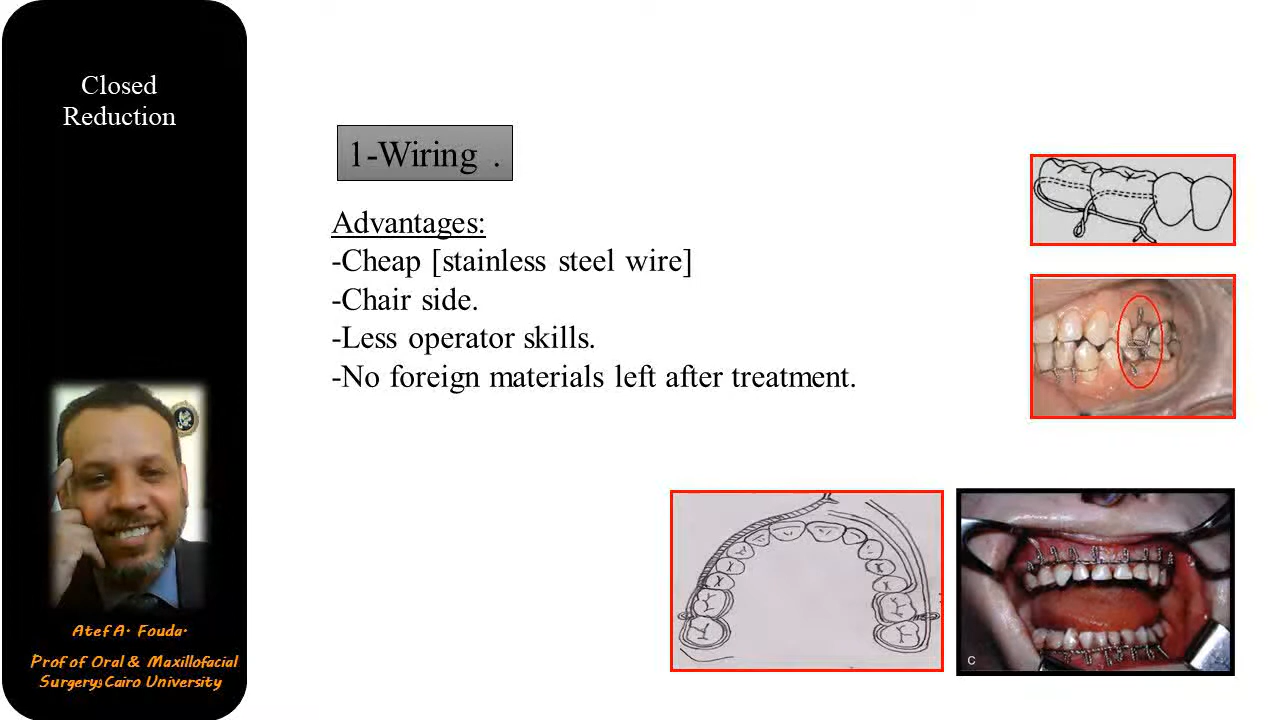 Closed
Reduction
1-Wiring .
Advantages:
-Cheap [stainless steel wire]
-Chair side.
-Less operator skills.
-No foreign materials left after treatment.
C
Atef A. Fouda.
Prof of Oral & Maxillofacial
Surgery; Cairo University